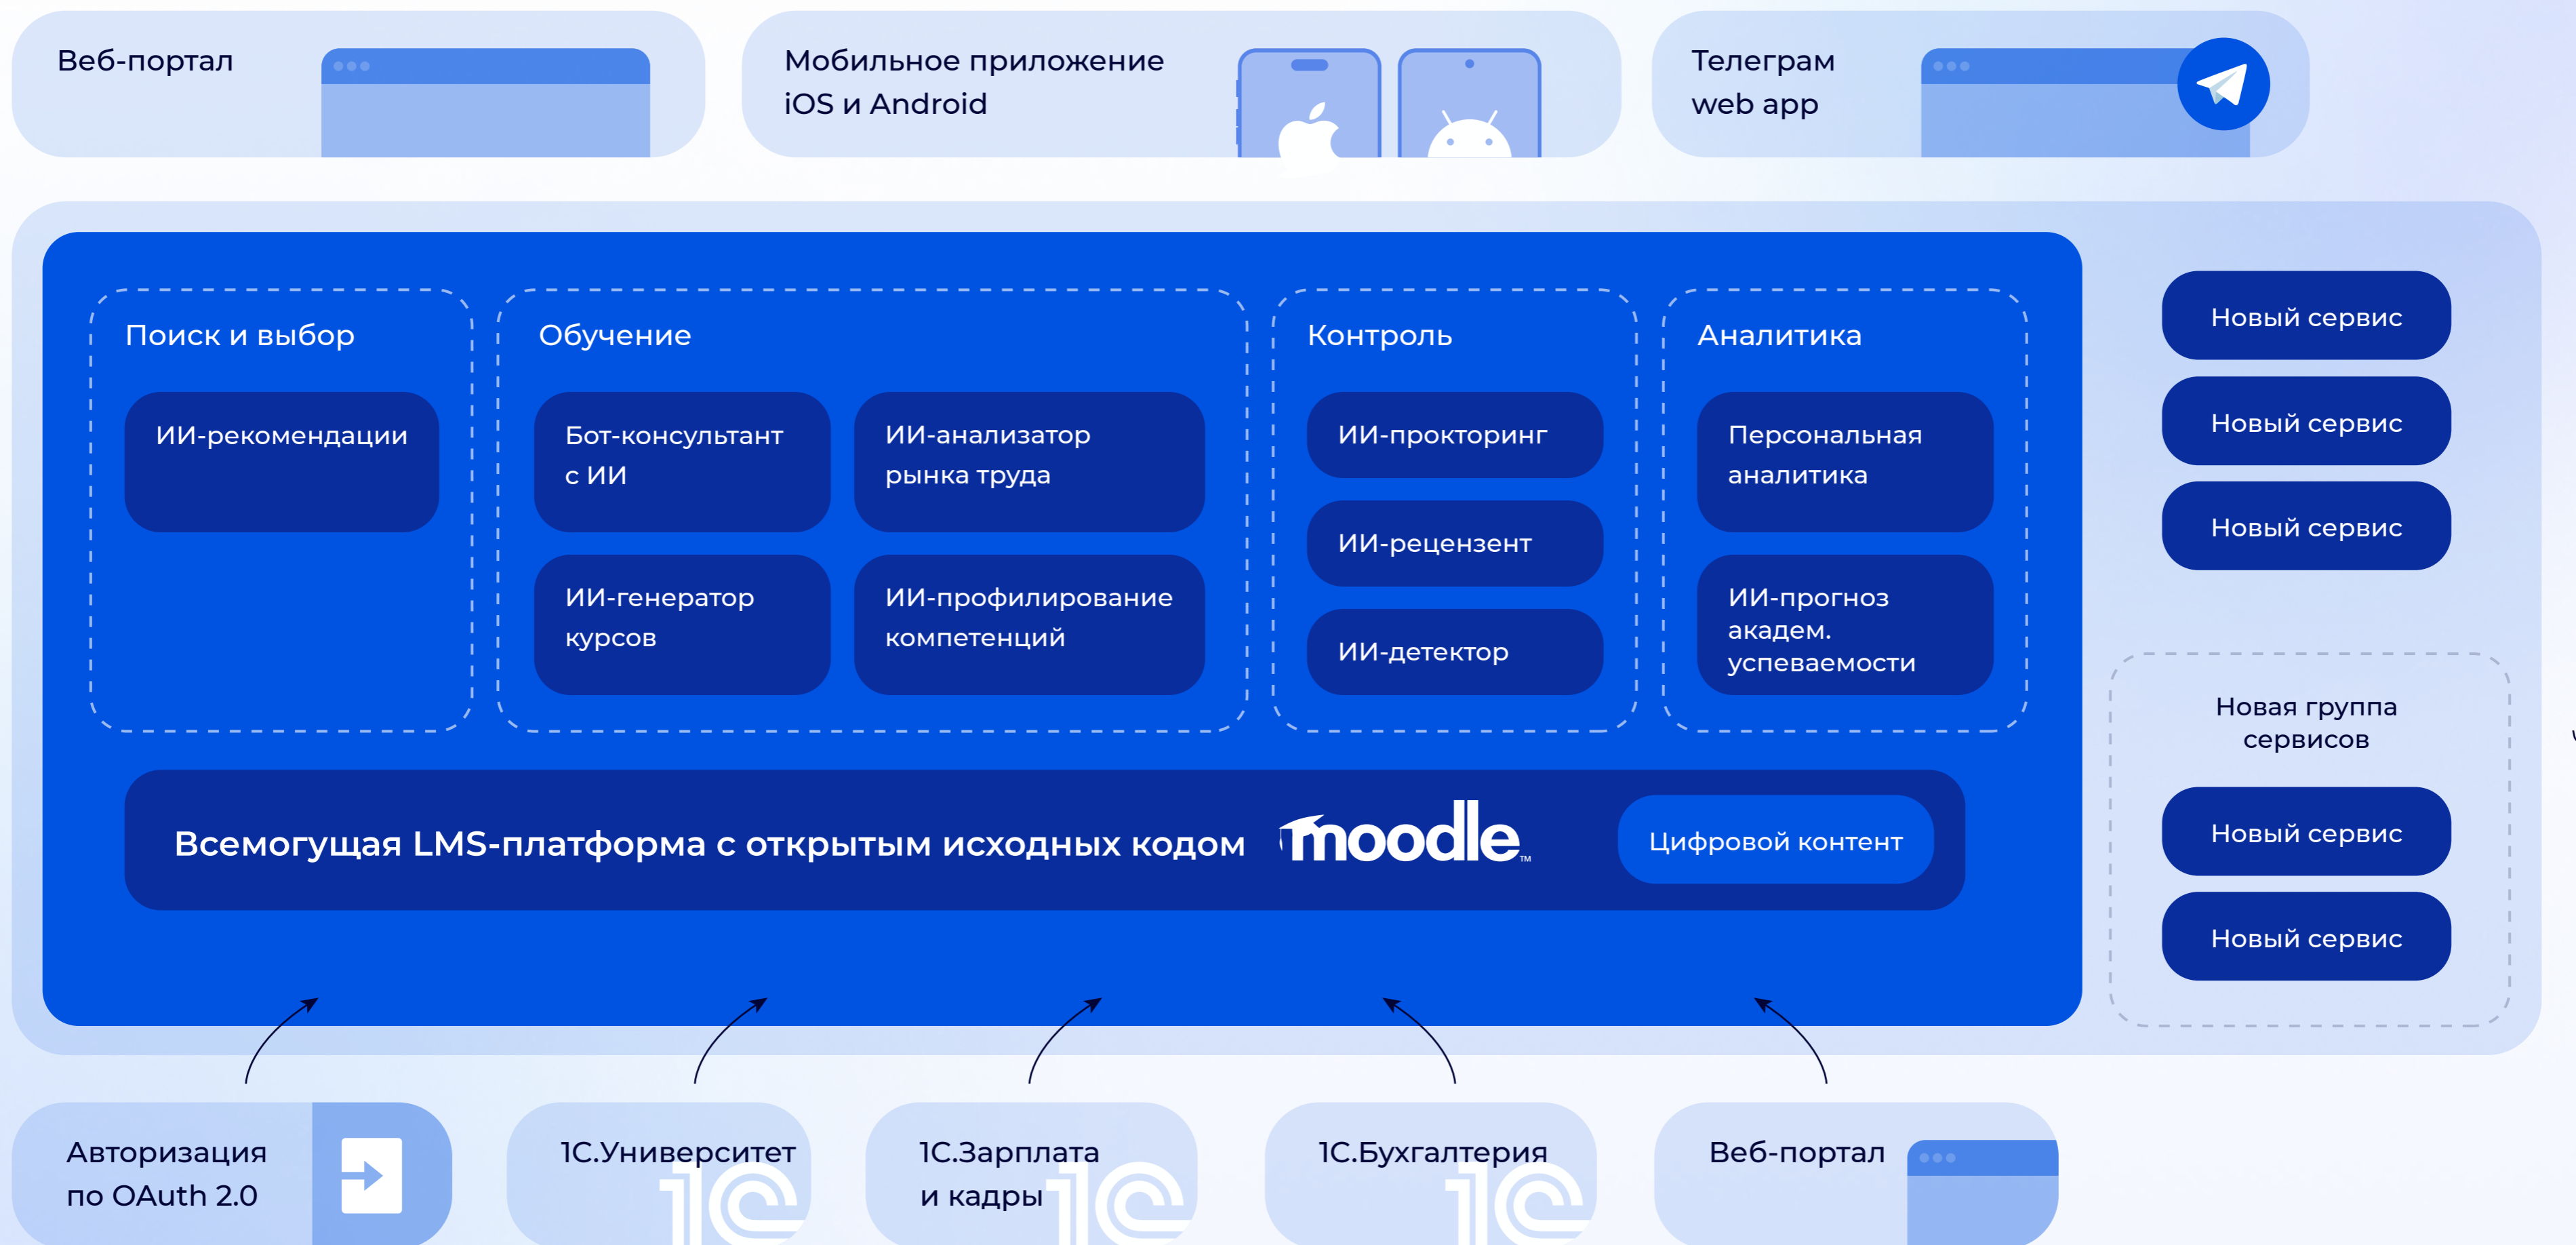 Веб-портал
Мобильное приложение
iOS и Android
Телеграм
web app
Поиск и выбор
ИИ-рекомендации
Обучение
Бот-консультант
с ИИ
ИИ-анализатор
рынка труда
ИИ-генератор
курсов
ИИ-профилирование
компетенций
Контроль
ИИ-прокторинг
ИИ-рецензент
ИИ-детектор
Аналитика
Персональная
аналитика
ИИ-прогноз
академ.
успеваемости
Всемогущая LMS-платформа с открытым исходных кодом
moodle™
Цифровой контент
Новый сервис
Новый сервис
Новый сервис
Новая группа
сервисов
Новый сервис
Новый сервис
Авторизация
по OAuth 2.0
1С.Университет
1С
1С.Зарплата
и кадры
1С
1С.Бухгалтерия
1С
Веб-портал